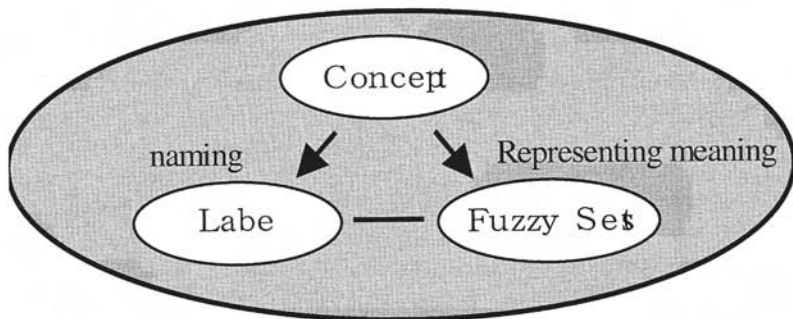 Concept
naming
Representing meaning
Labe
Fuzzy Sets